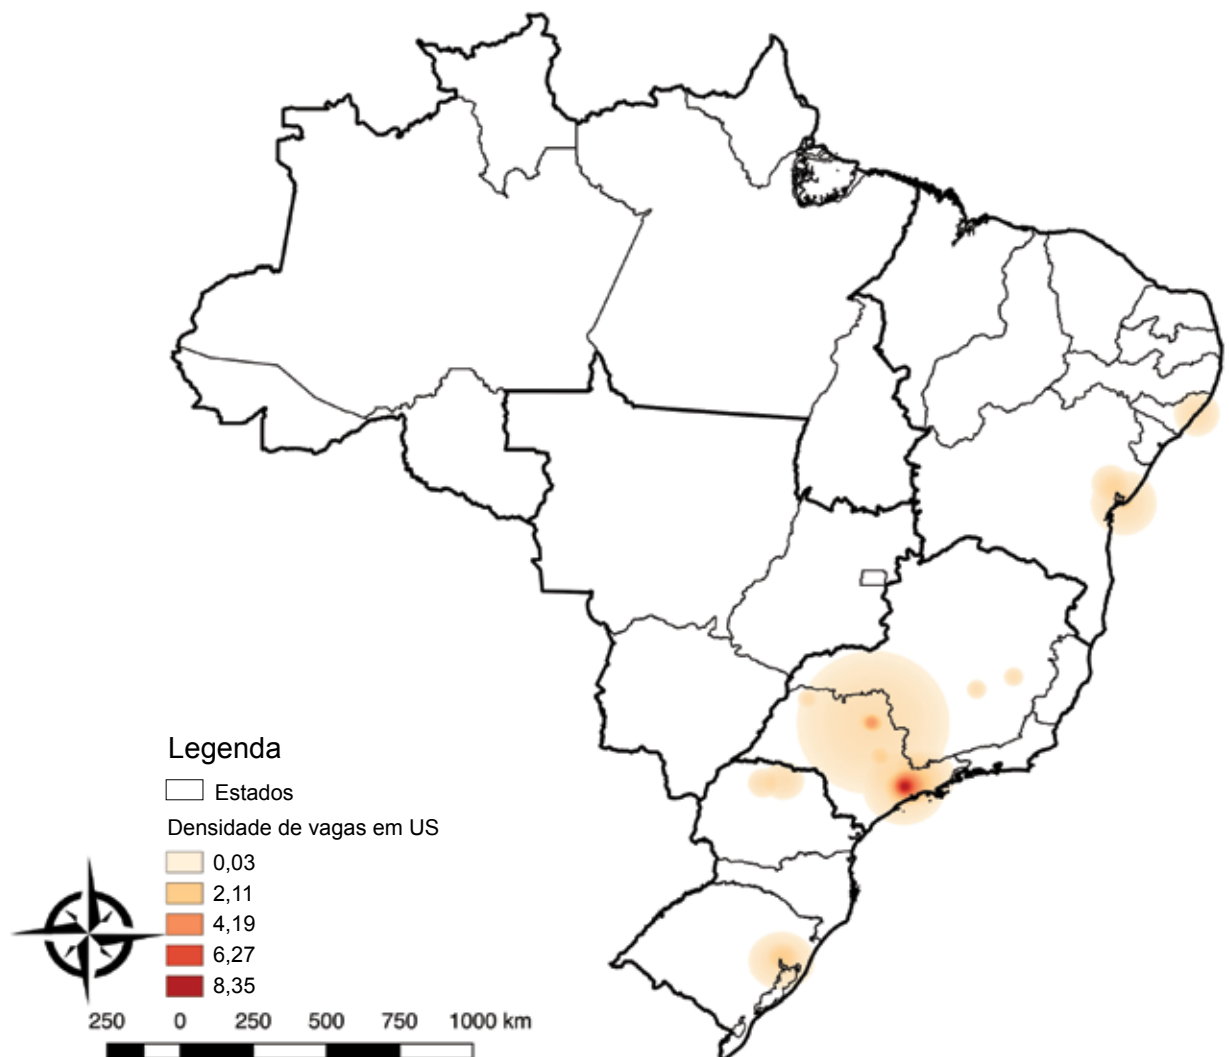 Legenda
Estados
Densidade de vagas em US
0,03
2,11
4,19
6,27
8,35
250 0 250 500 750 1000 km